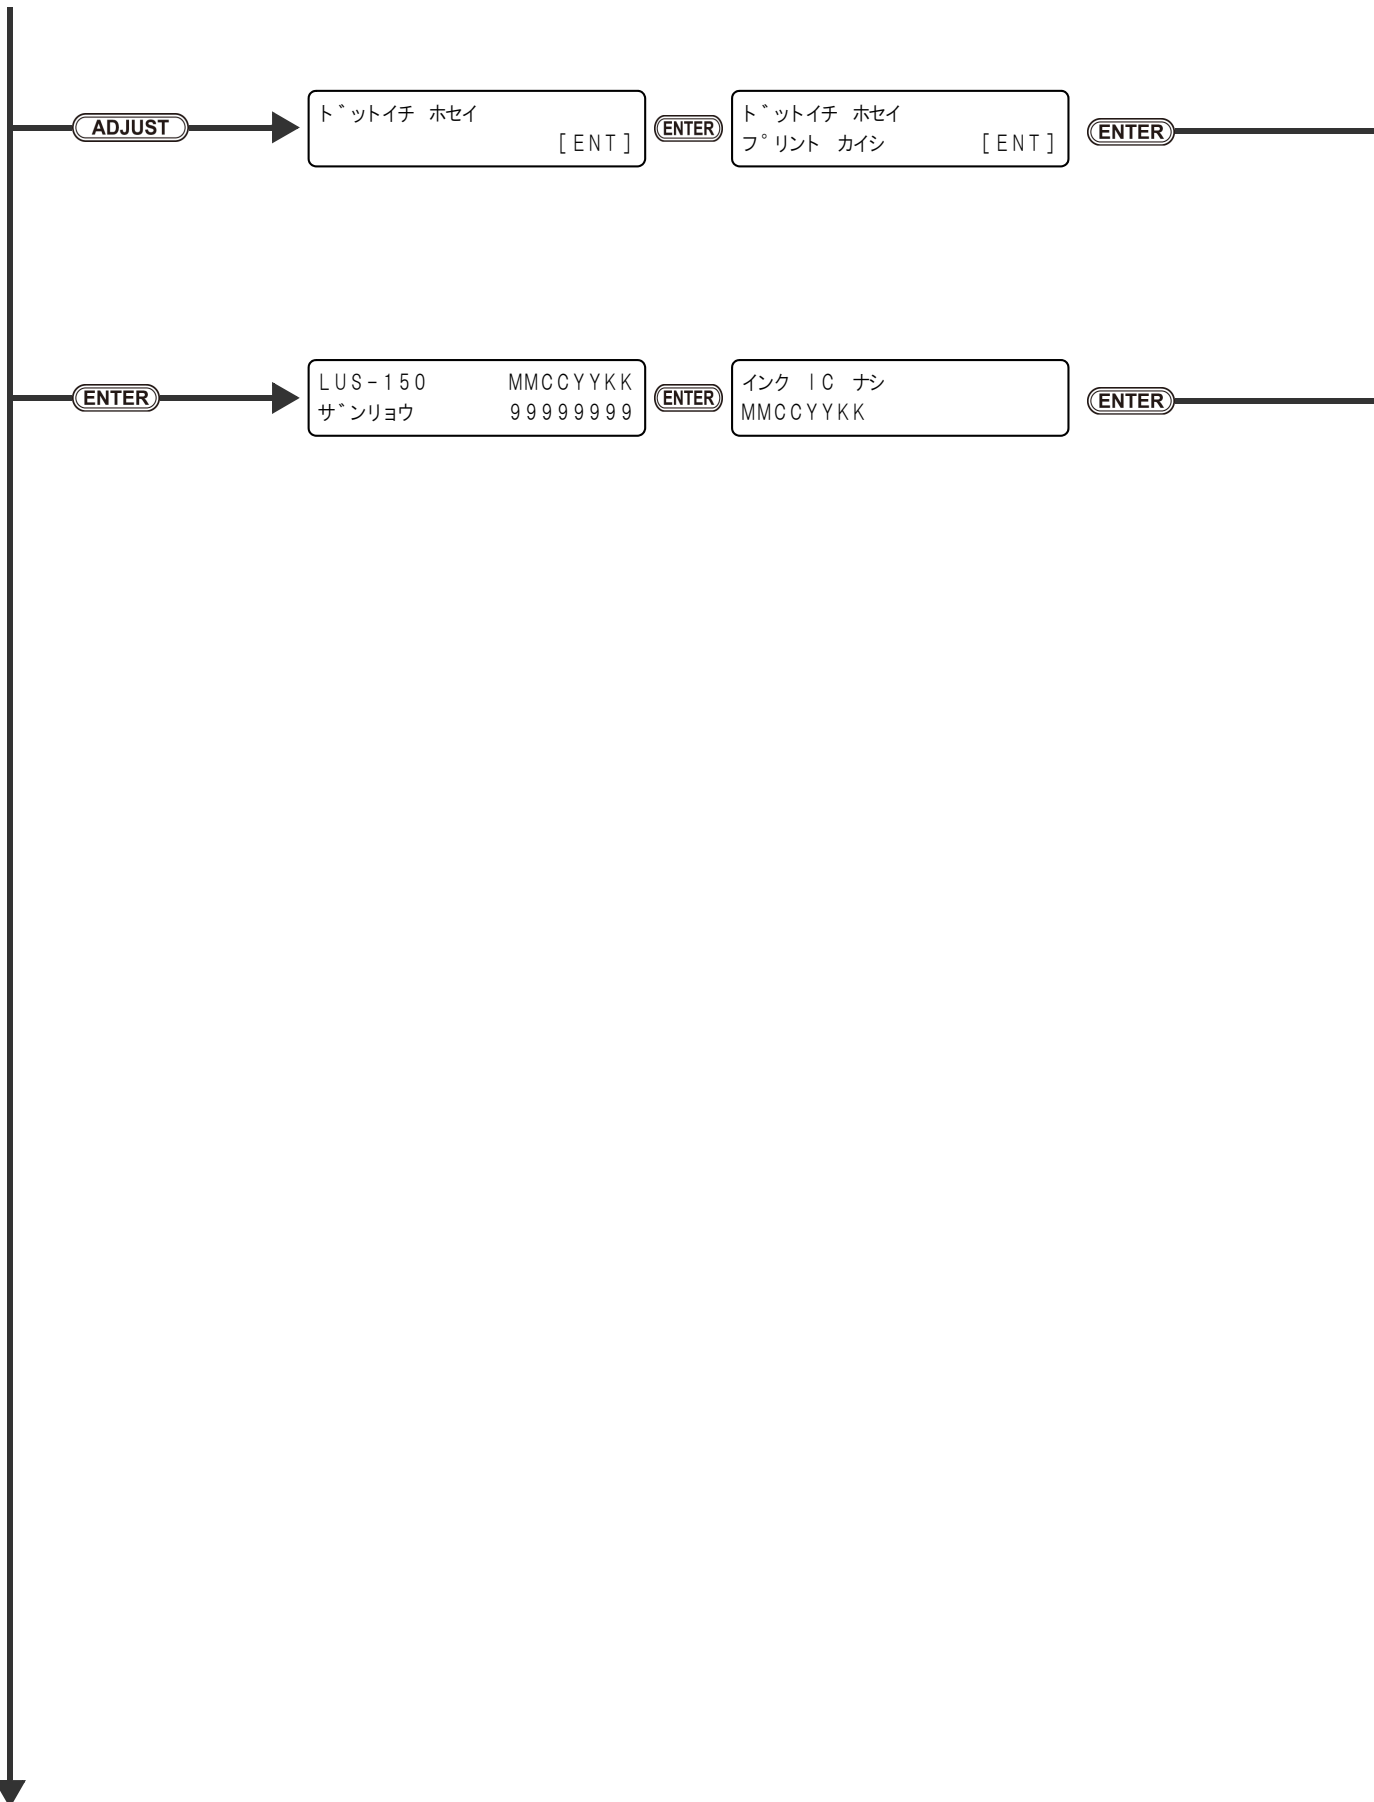 ADJUST
ト゛ットイチ ホセイ
[ENT]
ENTER
ト゛ットイチ ホセイ
フ゜リント カイシ [ENT]
ENTER
ENTER
LUS-150 MMCCYYKK
サ゛ンリョウ 99999999
ENTER
インク IC ナシ
MMCCYYKK
ENTER